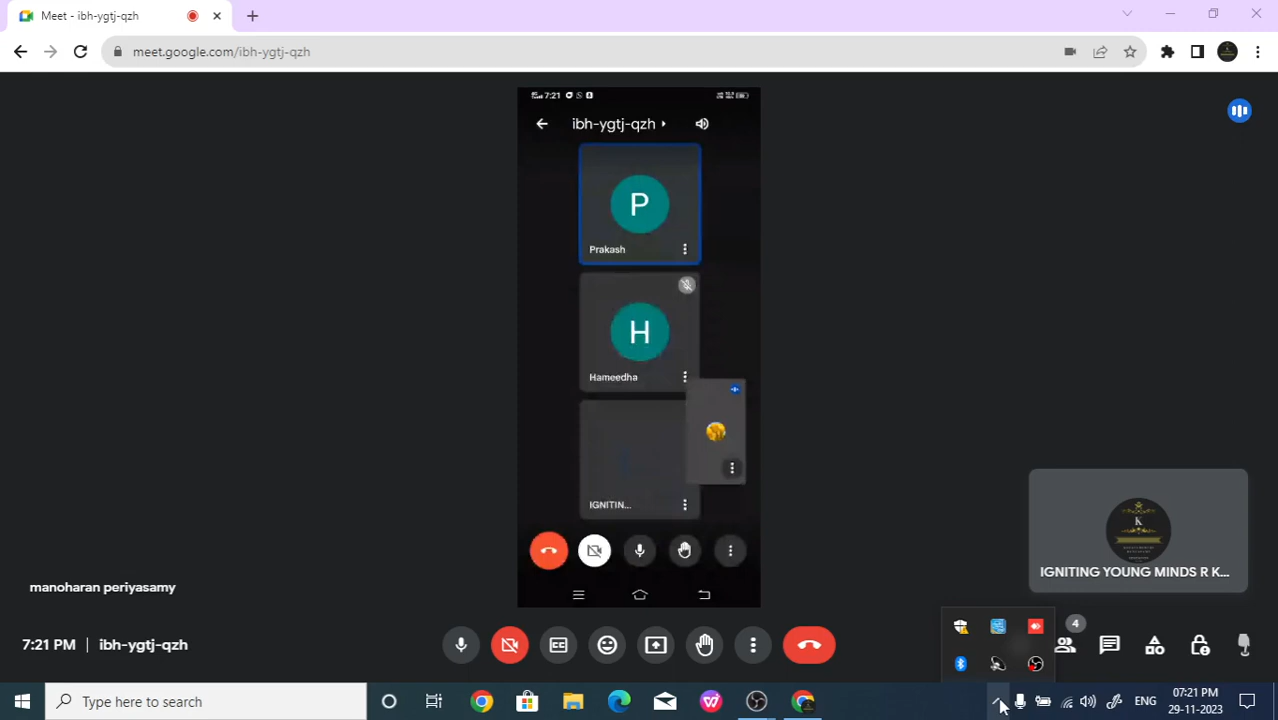 Meet - ibh-ygtj-qzh
meet.google.com/ibh-ygtj-qzh
7:21
ibh-ygtj-qzh
P
Prakash
H
Hameedha
IGNITIN...
K
IGNITING YOUNG MINDS R K...
manoharan periyasamy
7:21 PM | ibh-ygtj-qzh
4
Type here to search
ENG
07:21 PM
29-11-2023